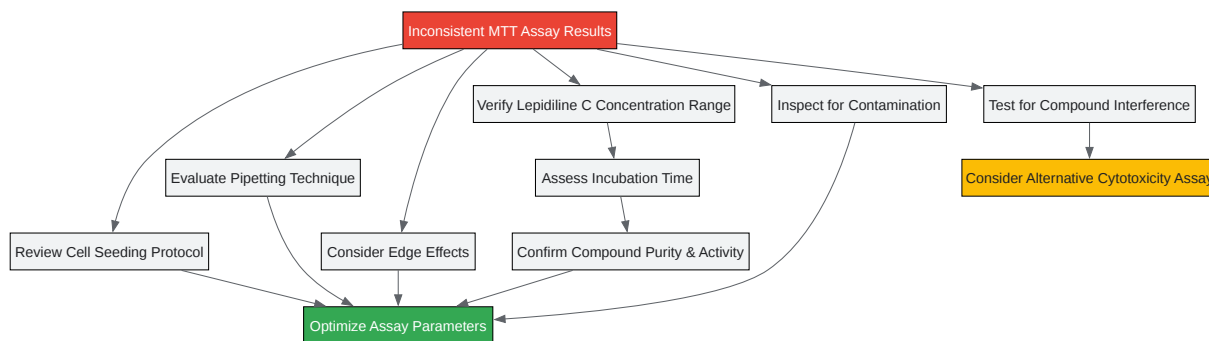 Inconsistent MTT Assay Results
Verify Lepidiline C Concentration Range
Inspect for Contamination
Test for Compound Interference
Evaluate Pipetting Technique
Assess Incubation Time
Consider Alternative Cytotoxicity Assay
Review Cell Seeding Protocol
Consider Edge Effects
Confirm Compound Purity & Activity
Optimize Assay Parameters